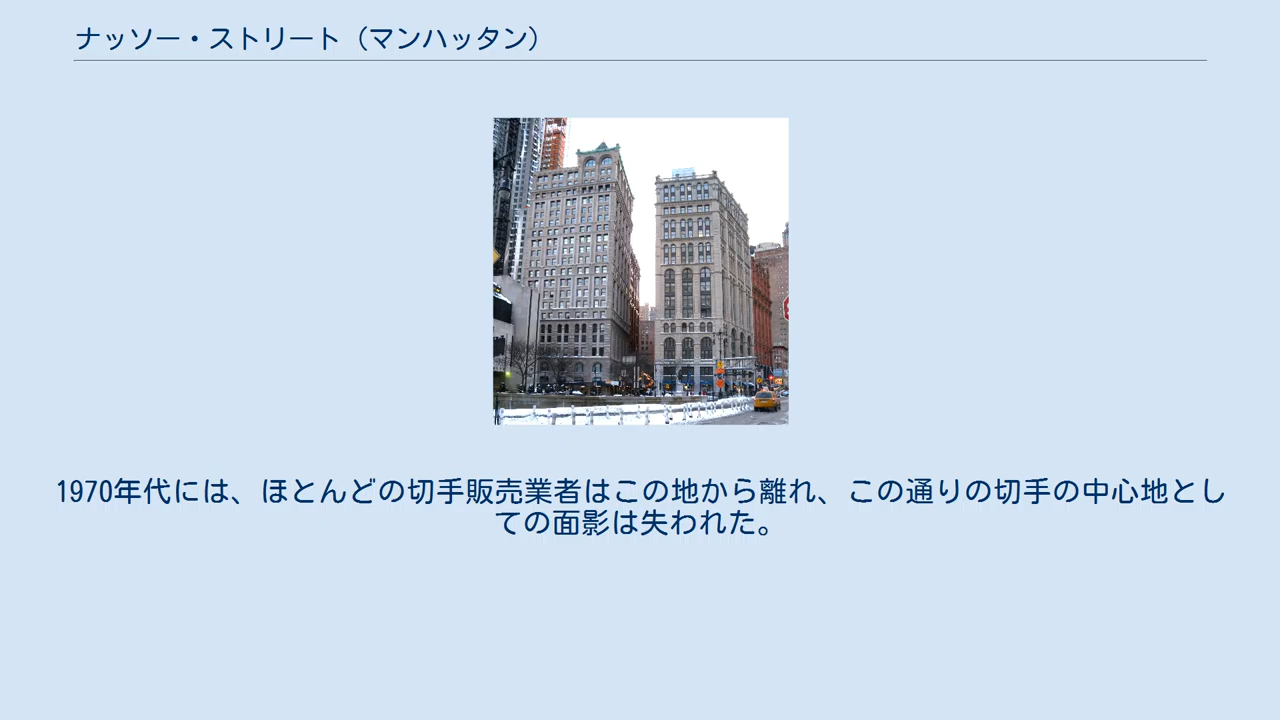 ナッソー・ストリート（マンハッタン）
1970年代には、ほとんどの切手販売業者はこの地から離れ、この通りの切手の中心地とし
ての面影は失われた。